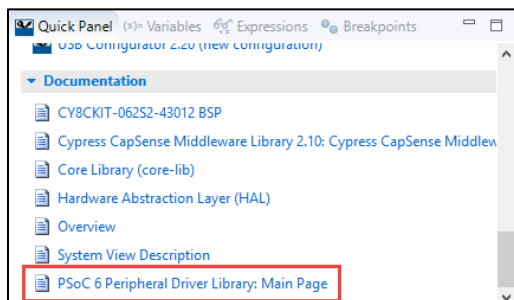 Quick Panel (x)= Variables Expressions Breakpoints
USB Configurator 2.20 (new configuration)
Documentation
CY8CKIT-062S2-43012 BSP
Cypress CapSense Middleware Library 2.10: Cypress CapSense Middlew
Core Library (core-lib)
Hardware Abstraction Layer (HAL)
Overview
System View Description
PSoC 6 Peripheral Driver Library: Main Page